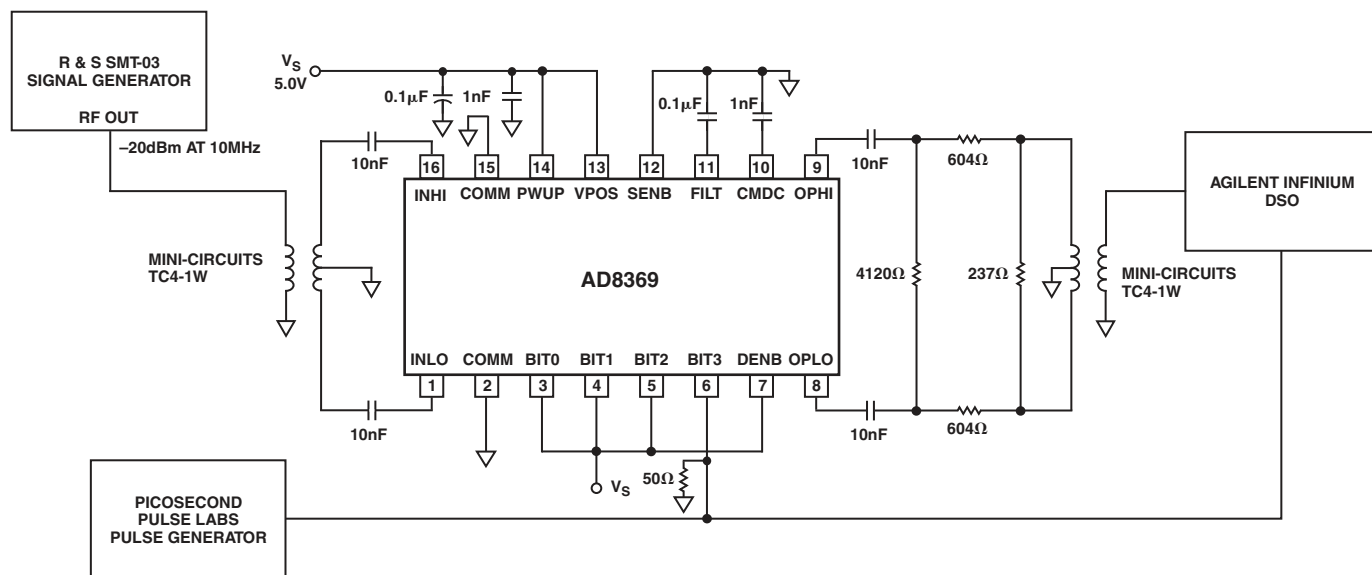 R & S SMT-03
SIGNAL GENERATOR
RF OUT
–20dBm AT 10MHz
VS
5.0V
0.1μF
1nF
0.1μF
1nF
10nF
10nF
604Ω
16
15
14
13
12
11
10
9
INHI
COMM
PWUP
VPOS
SENB
FILT
CMDC
OPHI
AGILENT INFINIUM
DSO
MINI-CIRCUITS
TC4-1W
AD8369
4120Ω
237Ω
MINI-CIRCUITS
TC4-1W
INLO
COMM
BIT0
BIT1
BIT2
BIT3
DENB
OPLO
1
2
3
4
5
6
7
8
10nF
10nF
604Ω
50Ω
VS
PICOSECOND
PULSE LABS
PULSE GENERATOR